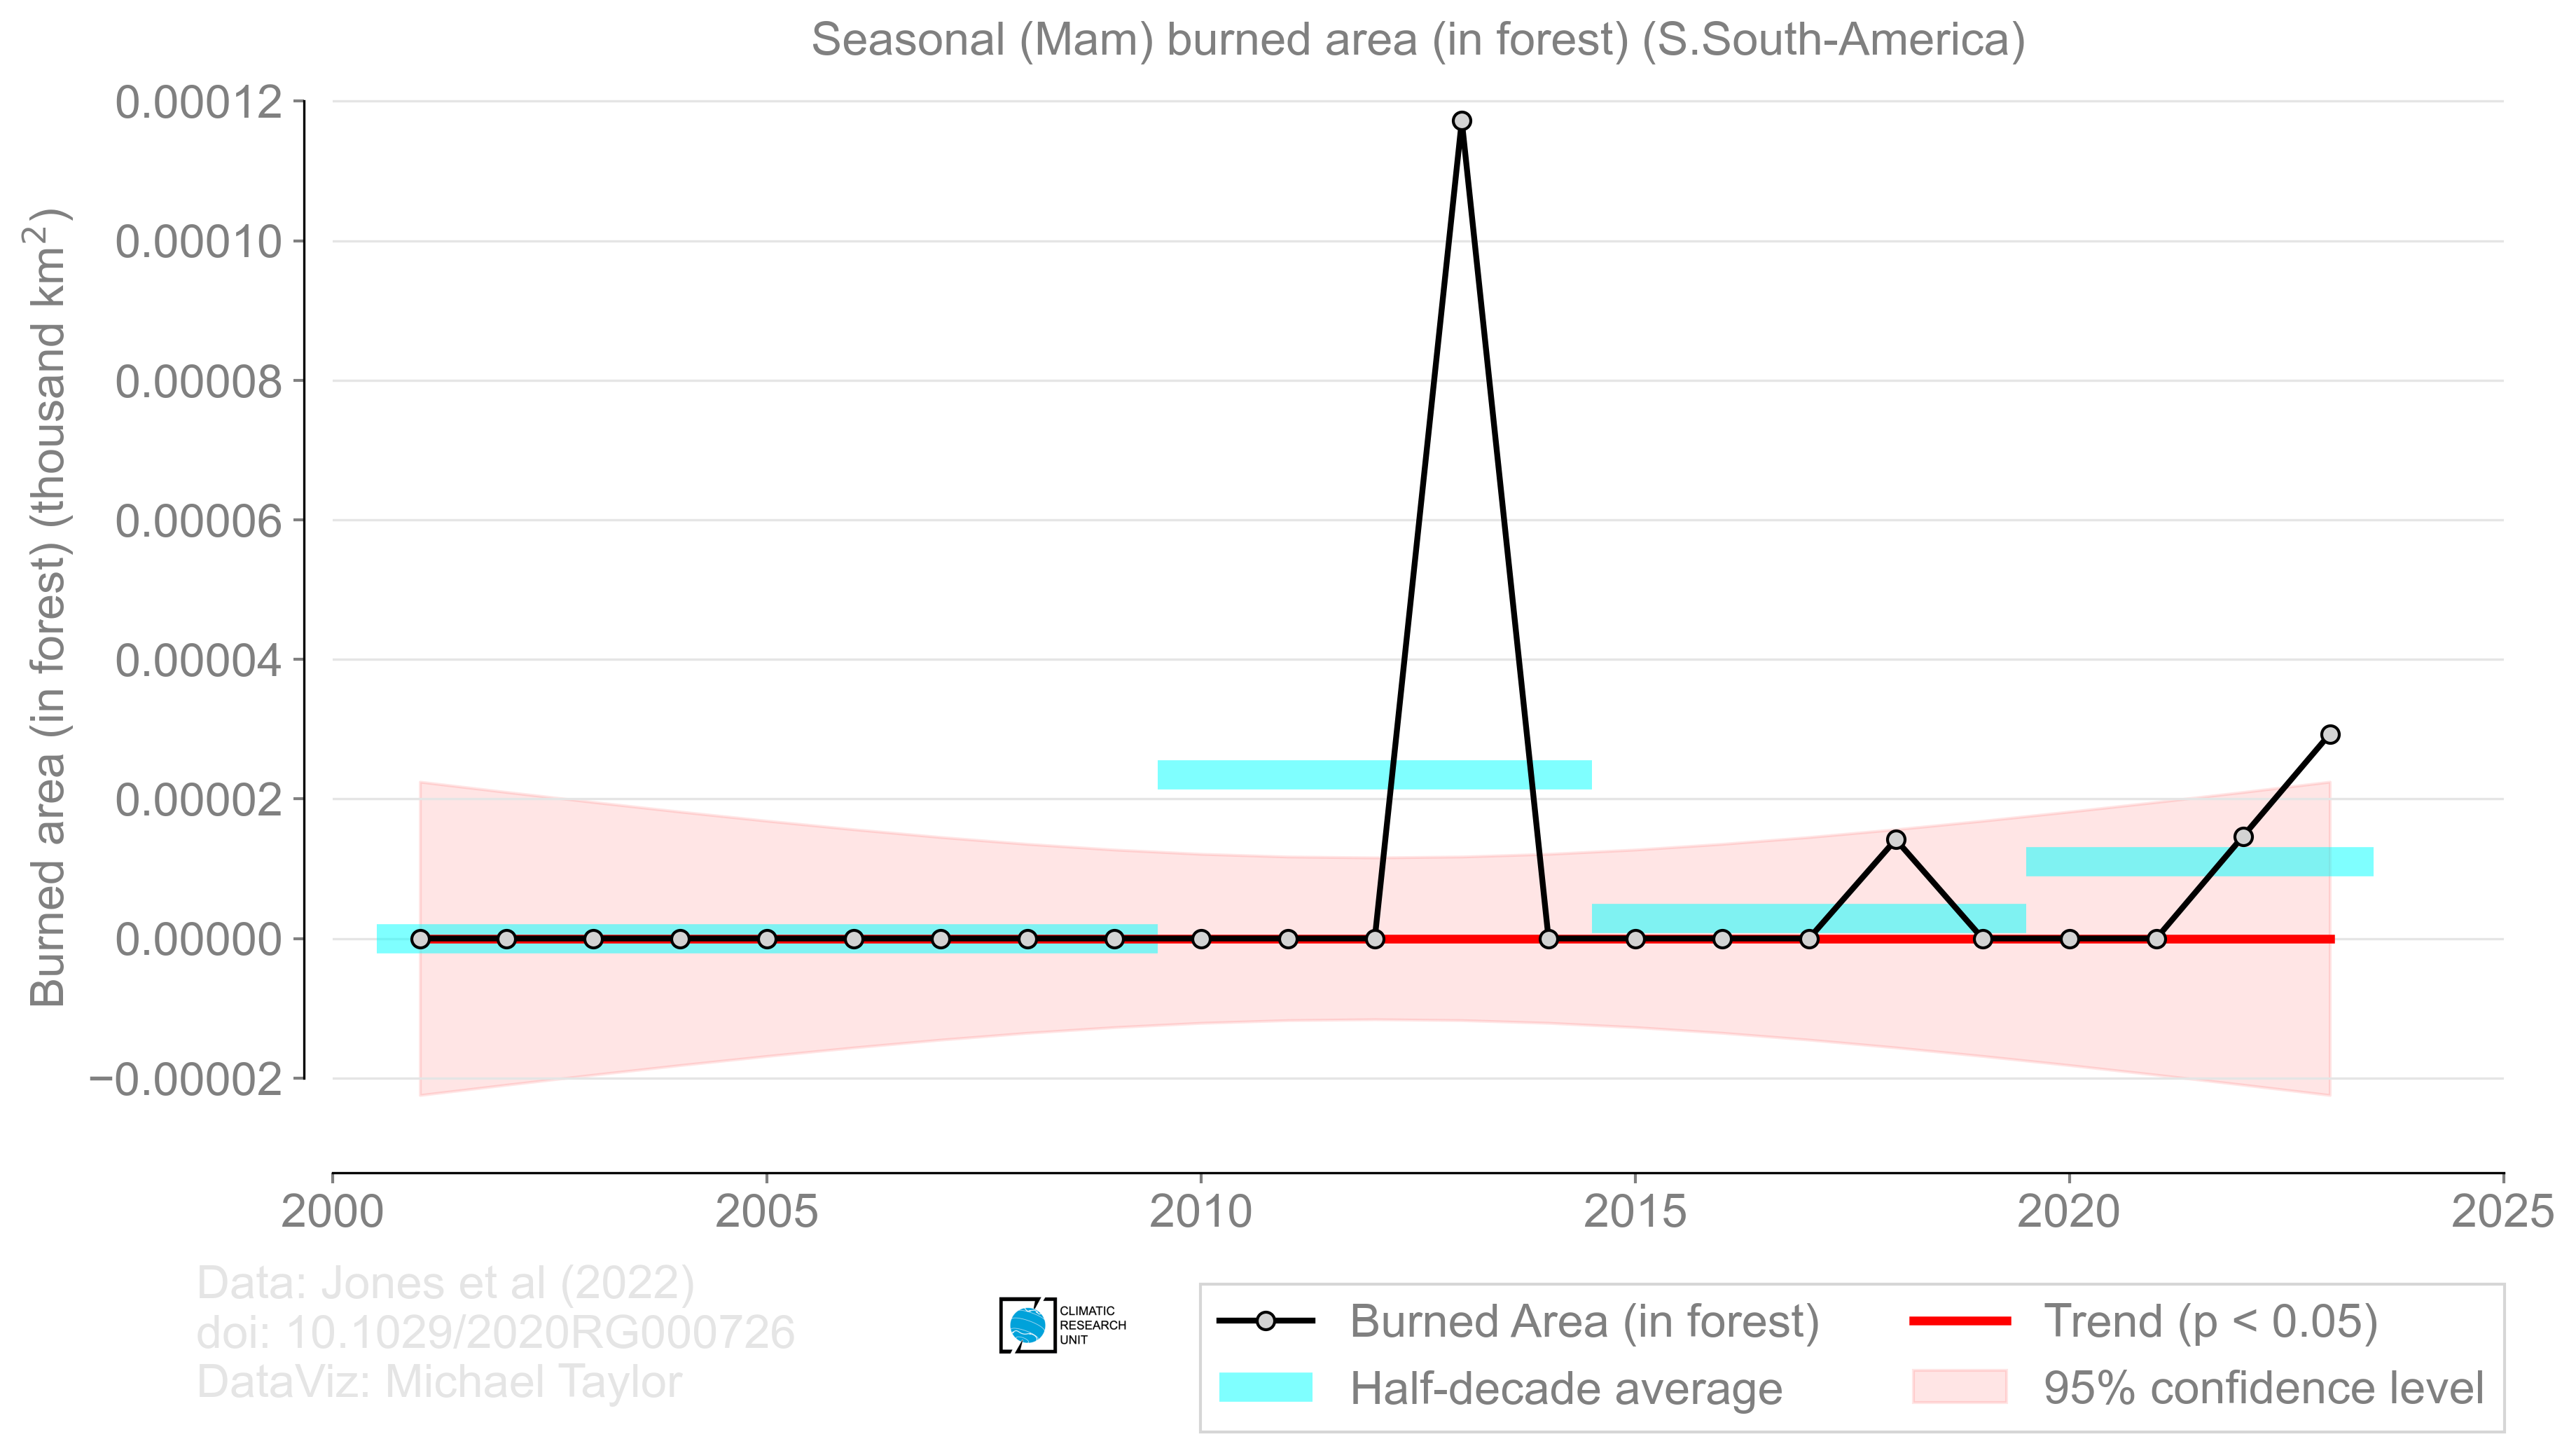 Seasonal (Mam) burned area (in forest) (S.South-America)
Burned area (in forest) (thousand km²)
0.00012
0.00010
0.00008
0.00006
0.00004
0.00002
0.00000
−0.00002
2000
2005
2010
2015
2020
2025
Data: Jones et al (2022)
doi: 10.1029/2020RG000726
DataViz: Michael Taylor
CLIMATIC
RESEARCH
UNIT
Burned Area (in forest)
Half-decade average
Trend (p < 0.05)
95% confidence level